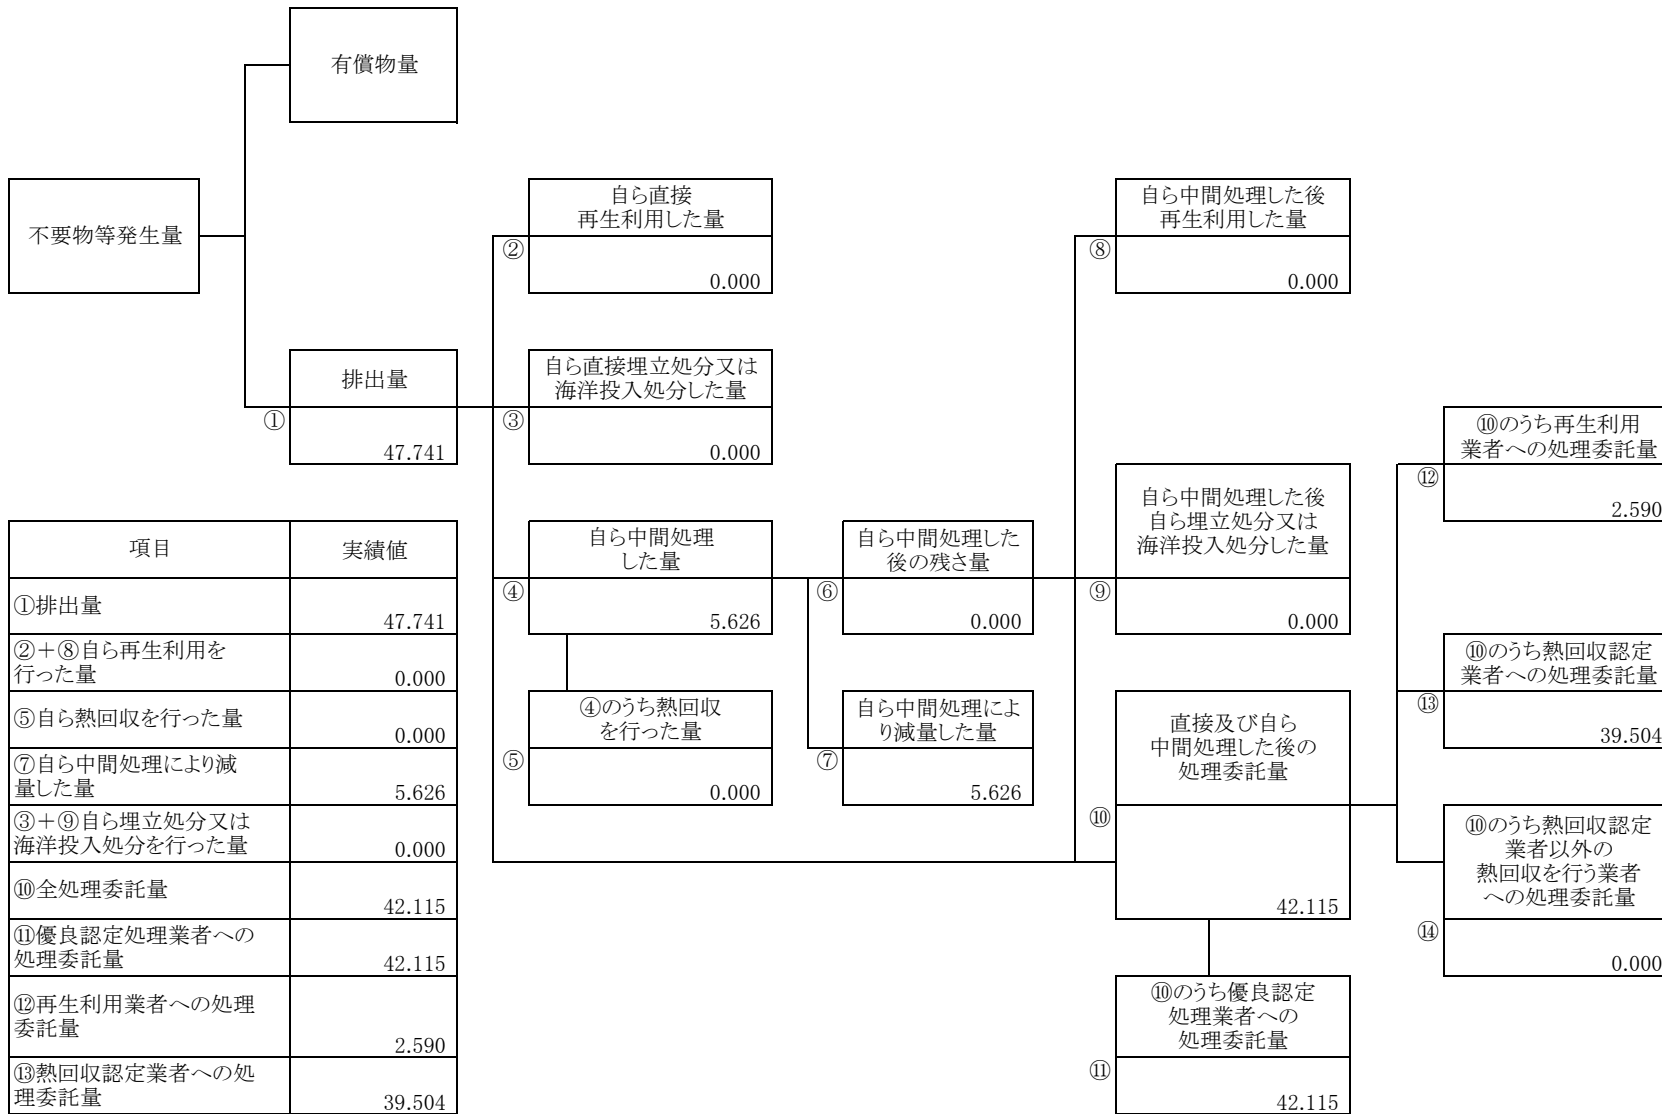 有償物量
不要物等発生量
排出量
①
47.741
自ら直接
再生利用した量
②
0.000
自ら直接埋立処分又は
海洋投入処分した量
③
0.000
自ら中間処理
した量
④
5.626
④のうち熱回収
を行った量
⑤
0.000
自ら中間処理した
後の残さ量
⑥
0.000
自ら中間処理によ
り減量した量
⑦
5.626
自ら中間処理した後
再生利用した量
⑧
0.000
自ら中間処理した後
自ら埋立処分又は
海洋投入処分した量
⑨
0.000
直接及び自ら
中間処理した後の
処理委託量
⑩
42.115
⑩のうち優良認定
処理業者への
処理委託量
⑪
42.115
⑩のうち再生利用
業者への処理委託量
⑫
2.590
⑩のうち熱回収認定
業者への処理委託量
⑬
39.504
⑩のうち熱回収認定
業者以外の
熱回収を行う業者
への処理委託量
⑭
0.000
項目 実績値
①排出量
47.741
②＋⑧自ら再生利用を
行った量
0.000
⑤自ら熱回収を行った量
0.000
⑦自ら中間処理により減
量した量
5.626
③＋⑨自ら埋立処分又は
海洋投入処分を行った量
0.000
⑩全処理委託量
42.115
⑪優良認定処理業者への
処理委託量
42.115
⑫再生利用業者への処理
委託量
2.590
⑬熱回収認定業者への処
理委託量
39.504